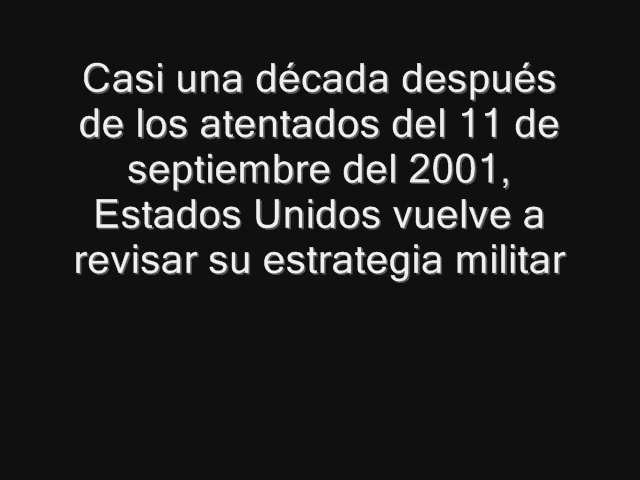 Casi una década después
de los atentados del 11 de
septiembre del 2001,
Estados Unidos vuelve a
revisar su estrategia militar